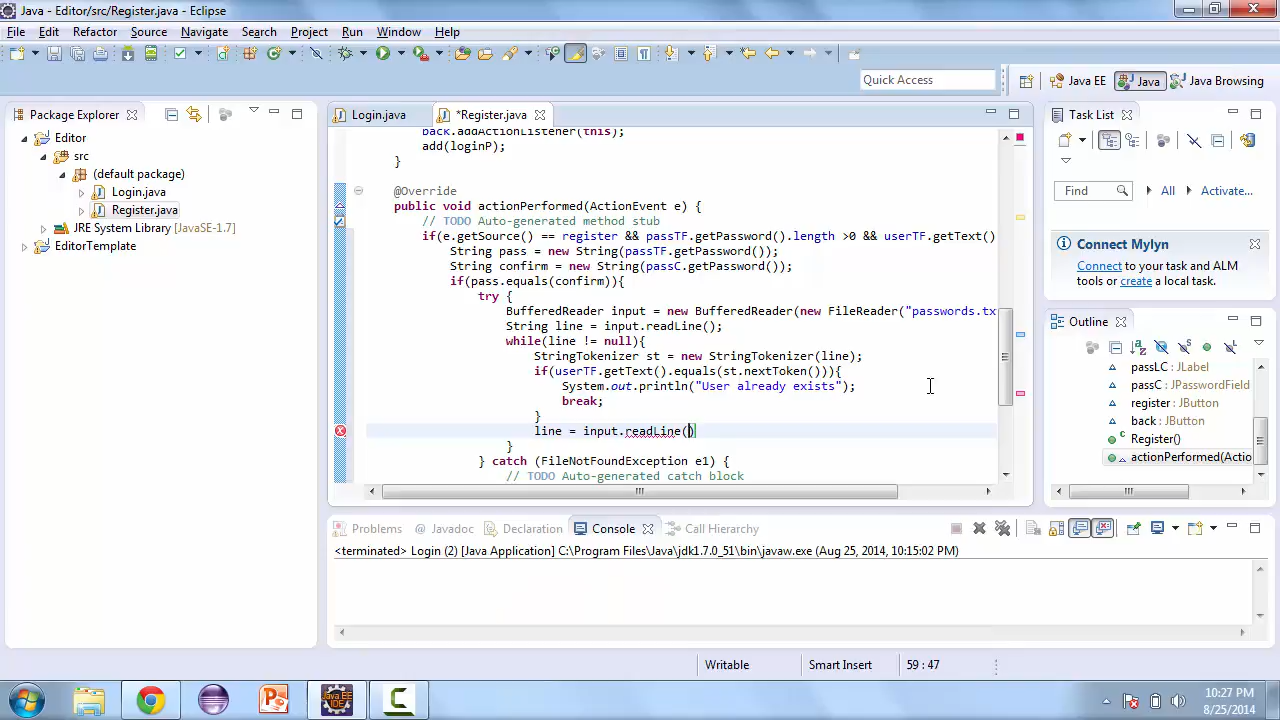 Java - Editor/src/Register.java - Eclipse
File Edit Refactor Source Navigate Search Project Run Window Help
Quick Access
Java EE
Java
Java Browsing
Package Explorer
Editor
src
(default package)
Login.java
Register.java
JRE System Library [JavaSE-1.7]
EditorTemplate
Login.java
*Register.java
back.addActionListener(this);
add(loginP);
}
@Override
public void actionPerformed(ActionEvent e) {
// TODO Auto-generated method stub
if(e.getSource() == register && passTF.getPassword().length >0 && userTF.getText()
String pass = new String(passTF.getPassword());
String confirm = new String(passC.getPassword());
if(pass.equals(confirm)){
try {
BufferedReader input = new BufferedReader(new FileReader("passwords.tx
String line = input.readLine();
while(line != null){
StringTokenizer st = new StringTokenizer(line);
if(userTF.getText().equals(st.nextToken())){
System.out.println("User already exists");
break;
}
line = input.readLine()
}
} catch (FileNotFoundException e1) {
// TODO Auto-generated catch block
Task List
Find
All
Activate...
Connect Mylyn
Connect to your task and ALM
tools or create a local task.
Outline
passLC : JLabel
passC : JPasswordField
register : JButton
back : JButton
Register()
actionPerformed(Actio
Problems
@ Javadoc
Declaration
Console
Call Hierarchy
<terminated> Login (2) [Java Application] C:\Program Files\Java\jdk1.7.0_51\bin\javaw.exe (Aug 25, 2014, 10:15:02 PM)
Writable
Smart Insert
59 : 47
Java EE
IDE
10:27 PM
8/25/2014